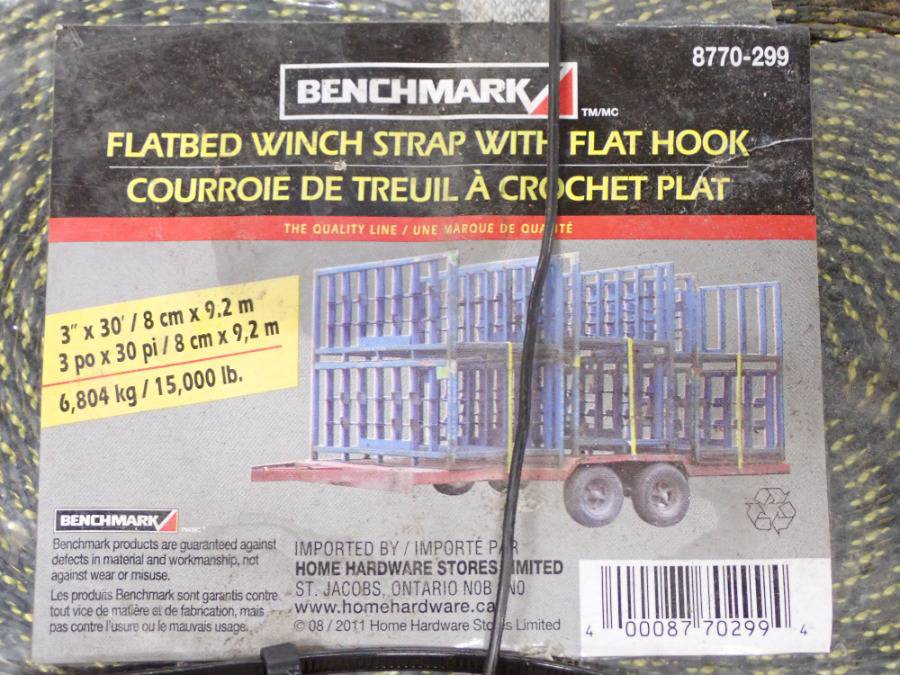 8770-299
BENCHMARK
TM/MC
FLATBED WINCH STRAP WITH FLAT HOOK
COURROIE DE TREUIL À CROCHET PLAT
THE QUALITY LINE / UNE MARQUE DE QUALITÉ
3" x 30' / 8 cm x 9.2 m
3 po x 30 pi / 8 cm x 9,2 m
6,804 kg / 15,000 lb.
BENCHMARK
TM/MC
Benchmark products are guaranteed against
defects in material and workmanship, not
against wear or misuse.
Les produits Benchmark sont garantis contre
tout vice de matière et de fabrication, mais
pas contre l'usure ou le mauvais usage.
IMPORTED BY / IMPORTÉ PAR
HOME HARDWARE STORES LIMITED
ST. JACOBS, ONTARIO N0B
www.homehardware.ca
© 08 / 2011 Home Hardware Stores Limited
4 00087 70299 4